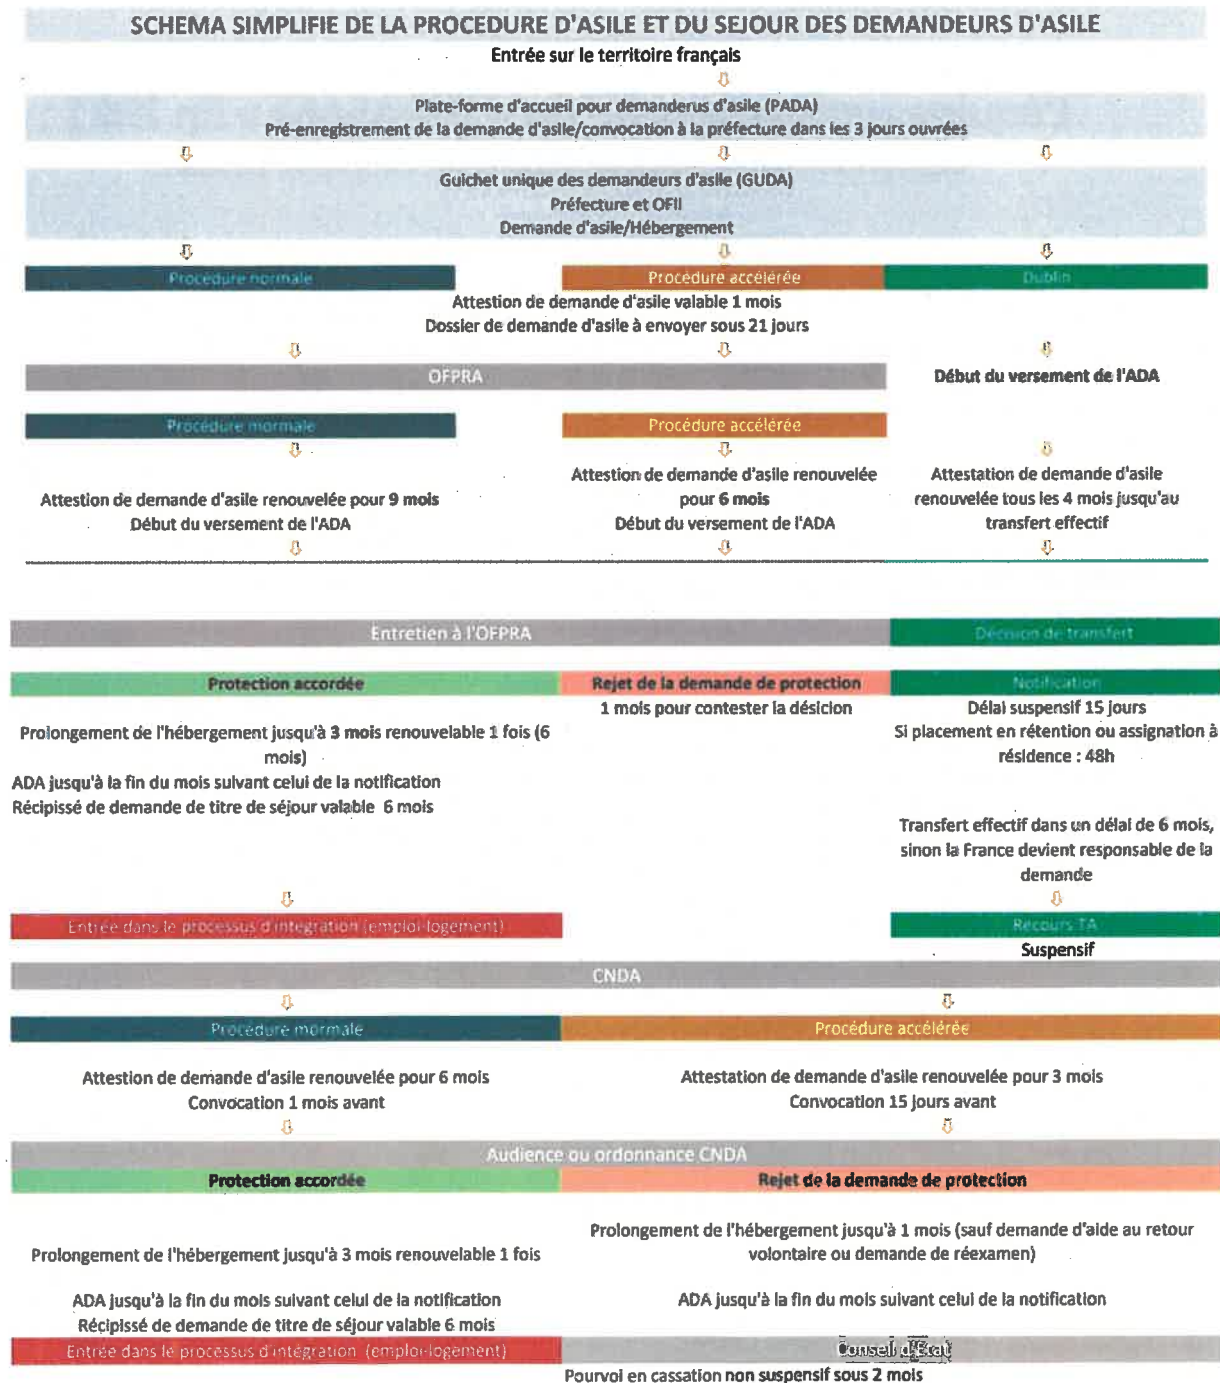 SCHEMA SIMPLIFIE DE LA PROCEDURE D'ASILE ET DU SEJOUR DES DEMANDEURS D'ASILE
Entrée sur le territoire français
Plate-forme d'accueil pour demanderus d'asile (PADA)
Pré-enregistrement de la demande d'asile/convocation à la préfecture dans les 3 jours ouvrées
Guichet unique des demandeurs d'asile (GUDA)
Préfecture et OFII
Demande d'asile/Hébergement
Procédure normale
Procédure accélérée
Dublin
Attestion de demande d'asile valable 1 mois
Dossier de demande d'asile à envoyer sous 21 jours
OFPRA
Début du versement de l'ADA
Procédure mormale
Procédure accélérée
Attestion de demande d'asile renouvelée pour 9 mois
Début du versement de l'ADA
Attestion de demande d'asile renouvelée
pour 6 mois
Début du versement de l'ADA
Attestation de demande d'asile
renouvelée tous les 4 mois jusqu'au
transfert effectif
Entretien à l'OFPRA
Décision de transfert
Protection accordée
Rejet de la demande de protection
Notification
1 mois pour contester la désicion
Délai suspensif 15 jours
Si placement en rétention ou assignation à
résidence : 48h
Prolongement de l'hébergement jusqu'à 3 mois renouvelable 1 fois (6
mois)
ADA jusqu'à la fin du mois suivant celui de la notification
Récipissé de demande de titre de séjour valable 6 mois
Transfert effectif dans un délai de 6 mois,
sinon la France devient responsable de la
demande
Entrée dans le processus d'intégration (emploi-logement)
Recours TA
Suspensif
CNDA
Procédure mormale
Procédure accélérée
Attestion de demande d'asile renouvelée pour 6 mois
Convocation 1 mois avant
Attestation de demande d'asile renouvelée pour 3 mois
Convocation 15 jours avant
Audience ou ordonnance CNDA
Protection accordée
Rejet de la demande de protection
Prolongement de l'hébergement jusqu'à 3 mois renouvelable 1 fois
Prolongement de l'hébergement jusqu'à 1 mois (sauf demande d'aide au retour
volontaire ou demande de réexamen)
ADA jusqu'à la fin du mois suivant celui de la notification
Récipissé de demande de titre de séjour valable 6 mois
ADA jusqu'à la fin du mois suivant celui de la notification
Entrée dans le processus d'intégration (emploi-logement)
Conseil d'Etat
Pourvoi en cassation non suspensif sous 2 mois